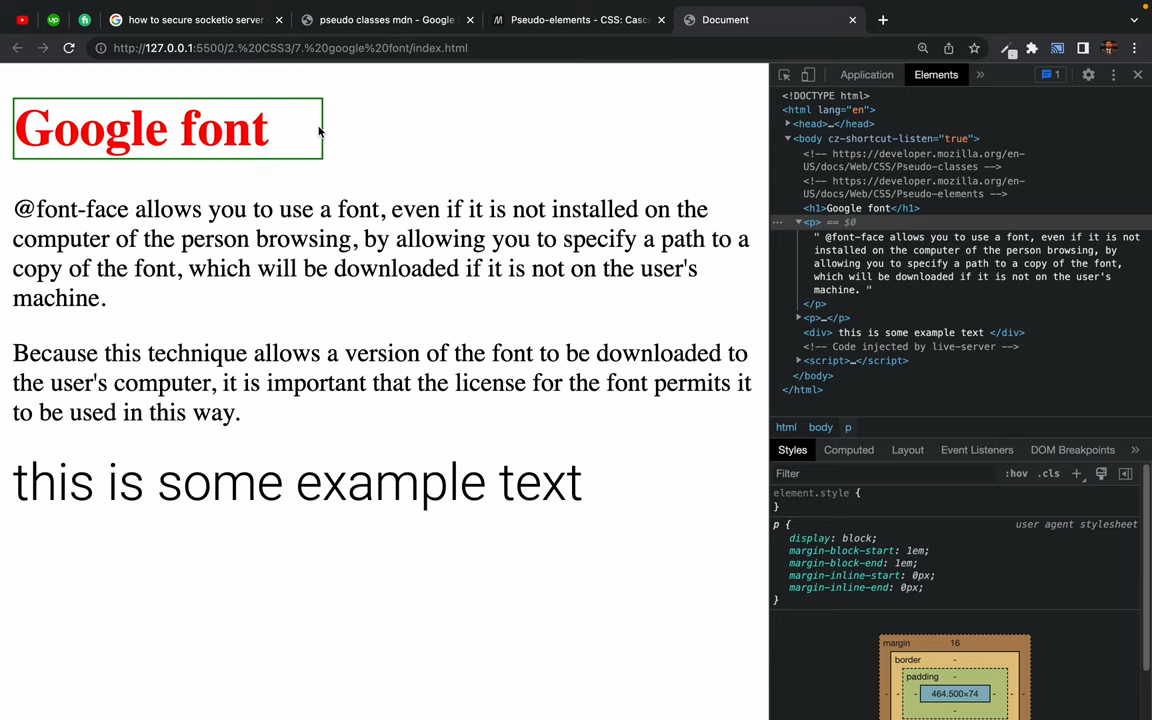 how to secure socketio server
pseudo classes mdn - Google
Pseudo-elements - CSS: Casc
Document
http://127.0.0.1:5500/2.%20CSS3/7.%20google%20font/index.html
Google font
@font-face allows you to use a font, even if it is not installed on the
computer of the person browsing, by allowing you to specify a path to a
copy of the font, which will be downloaded if it is not on the user's
machine.
Because this technique allows a version of the font to be downloaded to
the user's computer, it is important that the license for the font permits it
to be used in this way.
this is some example text
Application
Elements
»
1
<!DOCTYPE html>
<html lang="en">
<head>…</head>
<body cz-shortcut-listen="true">
<!-- https://developer.mozilla.org/en-
US/docs/Web/CSS/Pseudo-classes -->
<!-- https://developer.mozilla.org/en-
US/docs/Web/CSS/Pseudo-elements -->
<h1>Google font</h1>
<p> == $0
" @font-face allows you to use a font, even if it is not
installed on the computer of the person browsing, by
allowing you to specify a path to a copy of the font,
which will be downloaded if it is not on the user's
machine. "
</p>
<p>…</p>
<div> this is some example text </div>
<!-- Code injected by live-server -->
<script>…</script>
</body>
</html>
html body p
Styles Computed Layout Event Listeners DOM Breakpoints »
Filter :hov .cls +
element.style {
}
p { user agent stylesheet
display: block;
margin-block-start: 1em;
margin-block-end: 1em;
margin-inline-start: 0px;
margin-inline-end: 0px;
}
margin 16
border -
padding -
- - - 464.500×74 - - -
-